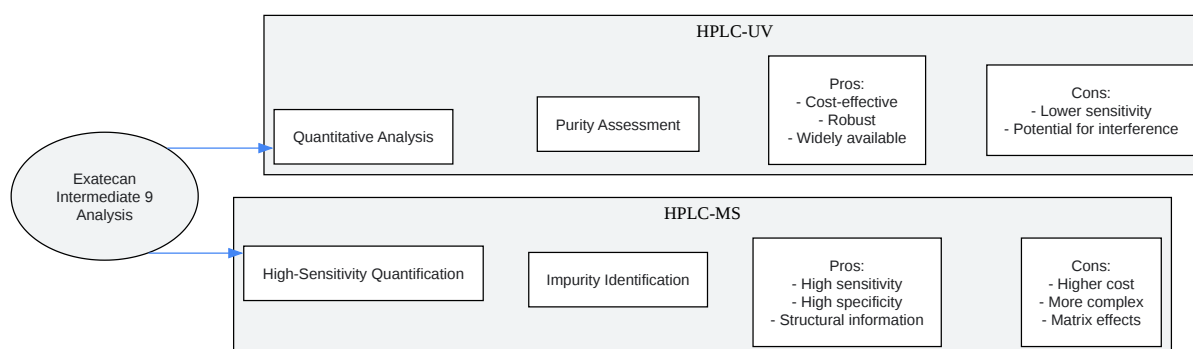 HPLC-UV
Exatecan
Intermediate 9
Analysis
Quantitative Analysis
Purity Assessment
Pros:
- Cost-effective
- Robust
- Widely available
Cons:
- Lower sensitivity
- Potential for interference
HPLC-MS
High-Sensitivity Quantification
Impurity Identification
Pros:
- High sensitivity
- High specificity
- Structural information
Cons:
- Higher cost
- More complex
- Matrix effects